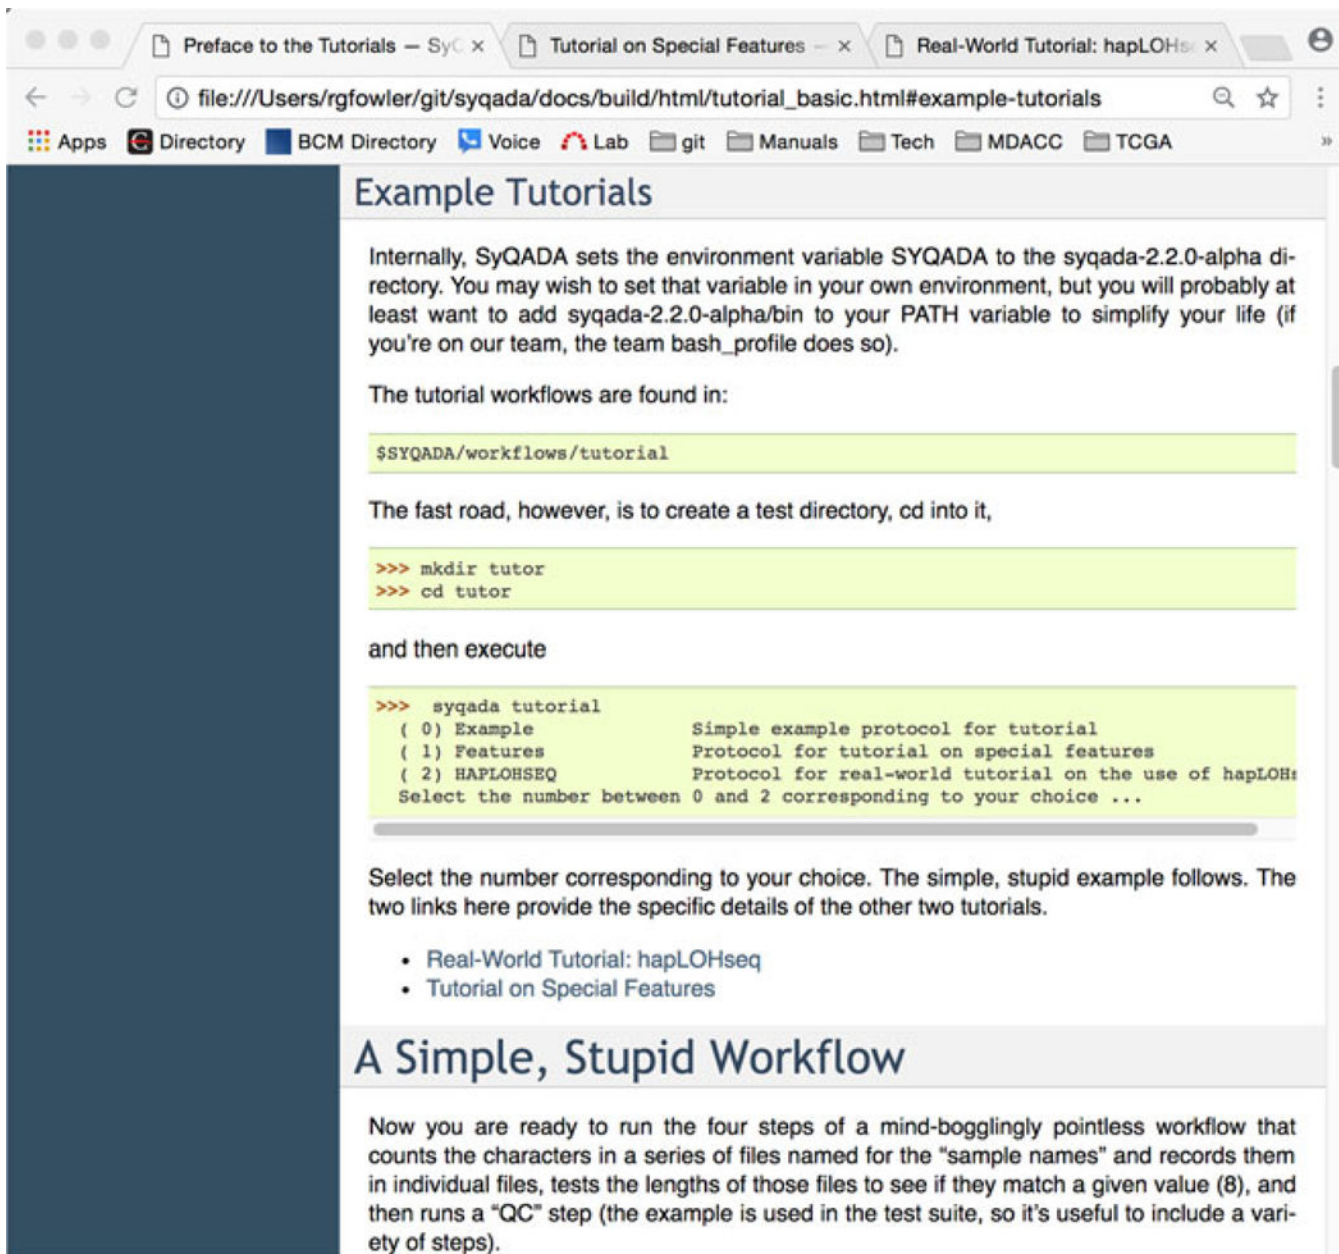 Preface to the Tutorials — SyQ
Tutorial on Special Features —
Real-World Tutorial: hapLOHse
file:///Users/rgfowler/git/syqada/docs/build/html/tutorial_basic.html#example-tutorials
Apps Directory BCM Directory Voice Lab git Manuals Tech MDACC TCGA »
Example Tutorials
Internally, SyQADA sets the environment variable SYQADA to the syqada-2.2.0-alpha di-
rectory. You may wish to set that variable in your own environment, but you will probably at
least want to add syqada-2.2.0-alpha/bin to your PATH variable to simplify your life (if
you're on our team, the team bash_profile does so).
The tutorial workflows are found in:
$SYQADA/workflows/tutorial
The fast road, however, is to create a test directory, cd into it,
>>> mkdir tutor
>>> cd tutor
and then execute
>>> syqada tutorial
( 0) Example Simple example protocol for tutorial
( 1) Features Protocol for tutorial on special features
( 2) HAPLOHSEQ Protocol for real-world tutorial on the use of hapLOHs
Select the number between 0 and 2 corresponding to your choice ...
Select the number corresponding to your choice. The simple, stupid example follows. The
two links here provide the specific details of the other two tutorials.
• Real-World Tutorial: hapLOHseq
• Tutorial on Special Features
A Simple, Stupid Workflow
Now you are ready to run the four steps of a mind-bogglingly pointless workflow that
counts the characters in a series of files named for the “sample names” and records them
in individual files, tests the lengths of those files to see if they match a given value (8), and
then runs a “QC” step (the example is used in the test suite, so it's useful to include a vari-
ety of steps).